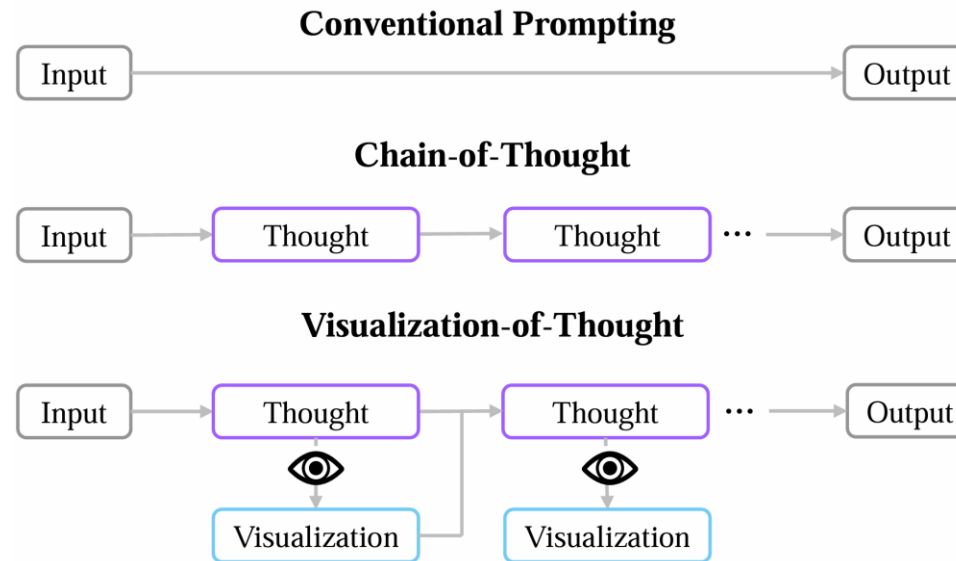 Conventional Prompting
Input Output
Chain-of-Thought
Input Thought Thought ... Output
Visualization-of-Thought
Input Thought Thought ... Output
Visualization Visualization